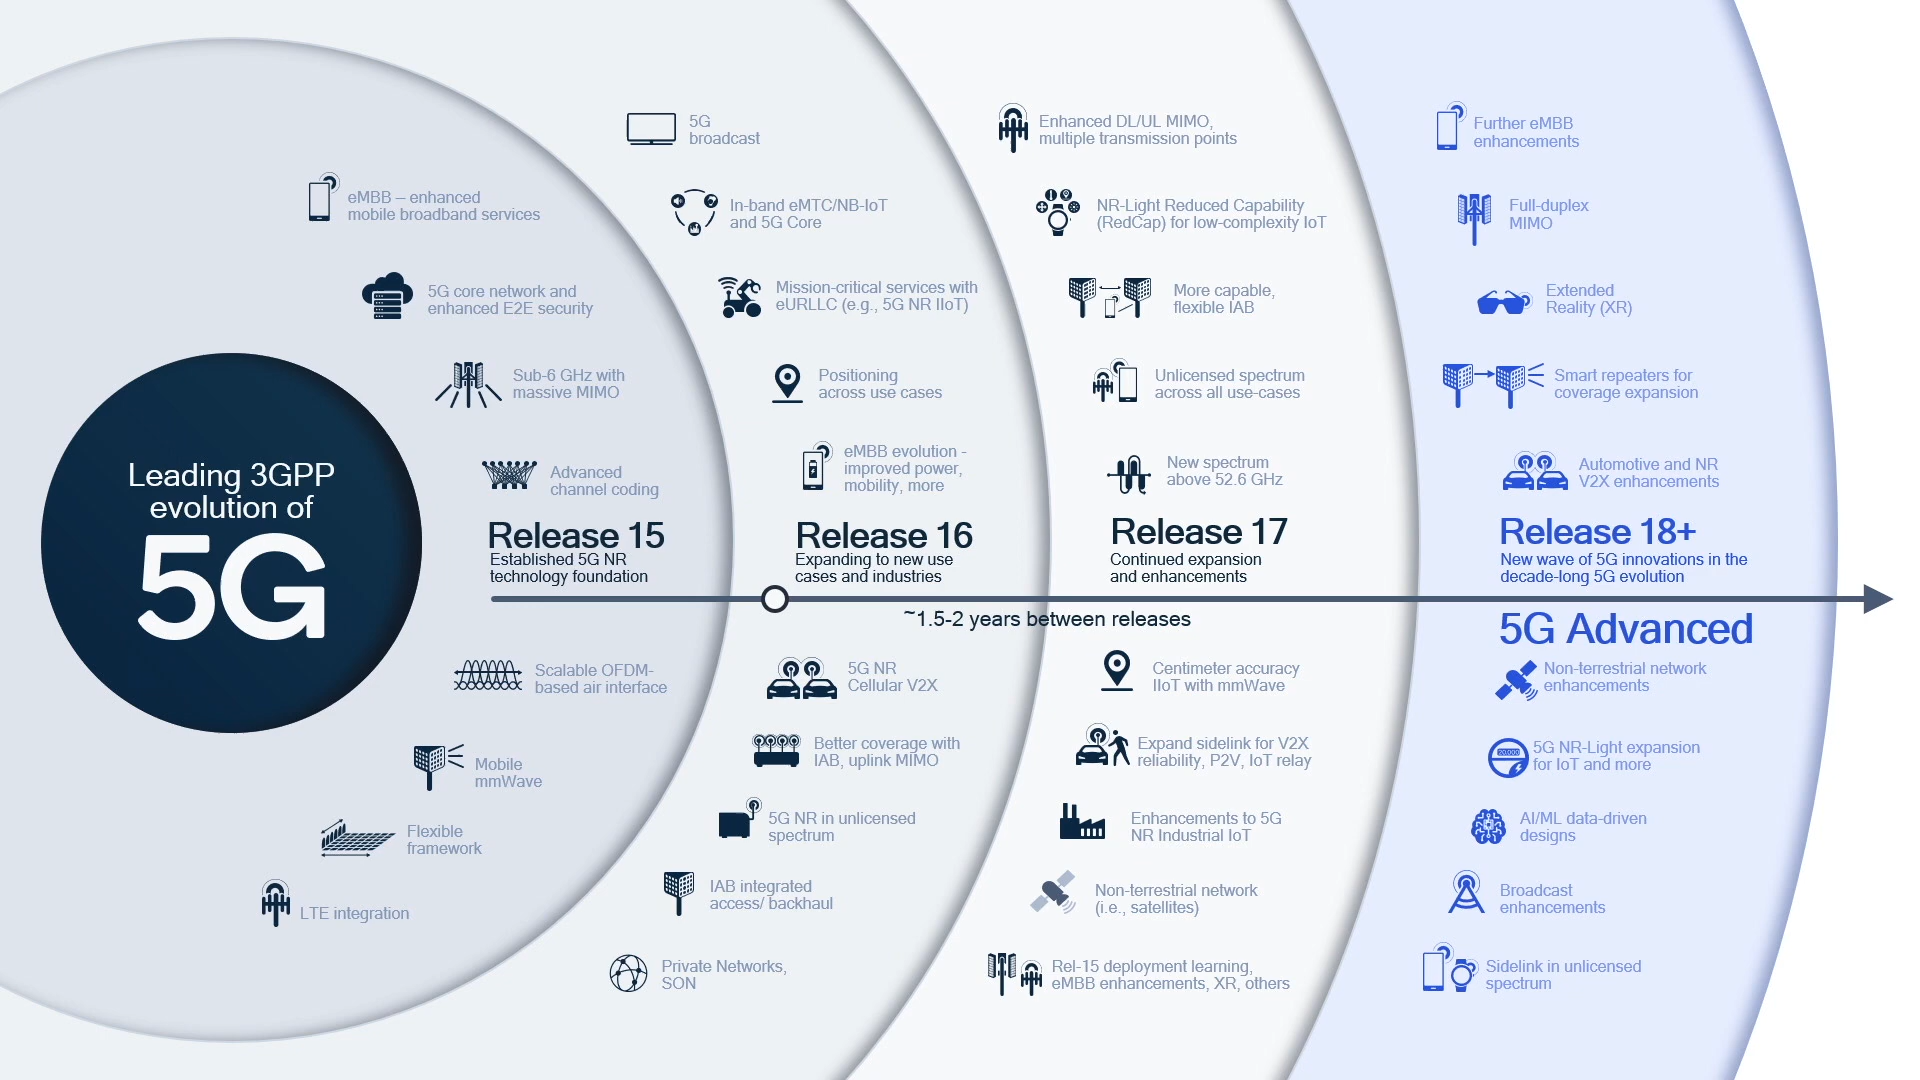 Leading 3GPP
evolution of
5G
eMBB – enhanced
mobile broadband services
5G core network and
enhanced E2E security
Sub-6 GHz with
massive MIMO
Advanced
channel coding
Release 15
Established 5G NR
technology foundation
Scalable OFDM-
based air interface
Mobile
mmWave
Flexible
framework
LTE integration
5G
broadcast
In-band eMTC/NB-IoT
and 5G Core
Mission-critical services with
eURLLC (e.g., 5G NR IIoT)
Positioning
across use cases
eMBB evolution -
improved power,
mobility, more
Release 16
Expanding to new use
cases and industries
~1.5-2 years between releases
5G NR
Cellular V2X
Better coverage with
IAB, uplink MIMO
5G NR in unlicensed
spectrum
IAB integrated
access/ backhaul
Private Networks,
SON
Enhanced DL/UL MIMO,
multiple transmission points
NR-Light Reduced Capability
(RedCap) for low-complexity IoT
More capable,
flexible IAB
Unlicensed spectrum
across all use-cases
New spectrum
above 52.6 GHz
Release 17
Continued expansion
and enhancements
Centimeter accuracy
IIoT with mmWave
Expand sidelink for V2X
reliability, P2V, IoT relay
Enhancements to 5G
NR Industrial IoT
Non-terrestrial network
(i.e., satellites)
Rel-15 deployment learning,
eMBB enhancements, XR, others
Further eMBB
enhancements
Full-duplex
MIMO
Extended
Reality (XR)
Smart repeaters for
coverage expansion
Automotive and NR
V2X enhancements
Release 18+
New wave of 5G innovations in the
decade-long 5G evolution
5G Advanced
Non-terrestrial network
enhancements
5G NR-Light expansion
for IoT and more
AI/ML data-driven
designs
Broadcast
enhancements
Sidelink in unlicensed
spectrum